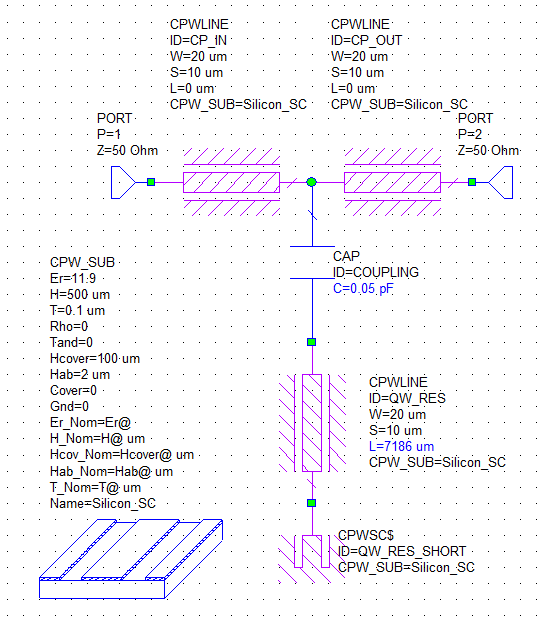 CPWLINE
ID=CP_IN
W=20 um
S=10 um
L=0 um
CPW_SUB=Silicon_SC
CPWLINE
ID=CP_OUT
W=20 um
S=10 um
L=0 um
CPW_SUB=Silicon_SC
PORT
P=1
Z=50 Ohm
PORT
P=2
Z=50 Ohm
CAP
ID=COUPLING
C=0.05 pF
CPW_SUB
Er=11.9
H=500 um
T=0.1 um
Rho=0
Tand=0
Hcover=100 um
Hab=2 um
Cover=0
Gnd=0
Er_Nom=Er@
H_Nom=H@ um
Hcov_Nom=Hcover@ um
Hab_Nom=Hab@ um
T_Nom=T@ um
Name=Silicon_SC
CPWLINE
ID=QW_RES
W=20 um
S=10 um
L=7186 um
CPW_SUB=Silicon_SC
CPWSC$
ID=QW_RES_SHORT
CPW_SUB=Silicon_SC